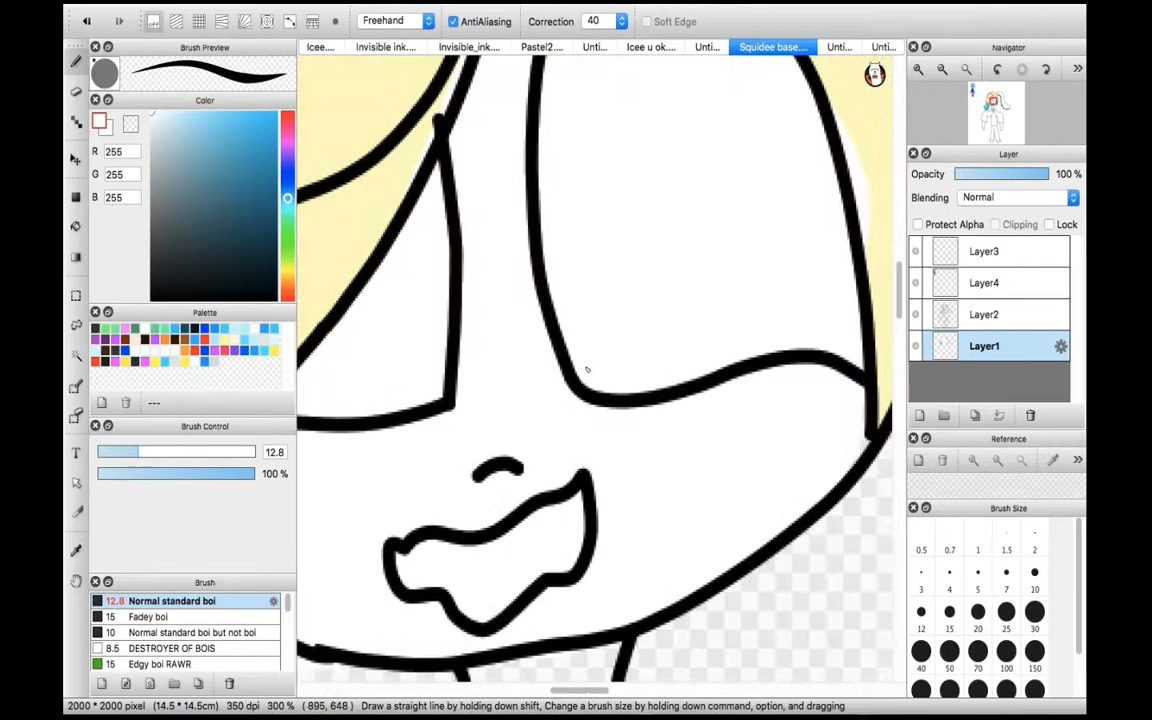 Freehand AntiAliasing Correction 40 Soft Edge
Icee.... Invisible ink.... Invisible_ink.... Pastel2.... Unti... Icee u ok.... Unti... Squidee base.... Unti... Unti...
Brush Preview
Color
R 255
G 255
B 255
Palette
---
Brush Control
12.8
100 %
Brush
12.8 Normal standard boi
15 Fadey boi
10 Normal standard boi but not boi
8.5 DESTROYER OF BOIS
15 Edgy boi RAWR
Navigator
Layer
Opacity 100 %
Blending Normal
Protect Alpha Clipping Lock
Layer3
Layer4
Layer2
Layer1
Reference
Brush Size
0.5 0.7 1 1.5 2
3 4 5 7 10
12 15 20 25 30
40 50 70 100 150
2000 * 2000 pixel (14.5 * 14.5cm) 350 dpi 300 % ( 895, 648 ) Draw a straight line by holding down shift, Change a brush size by holding down command, option, and dragging